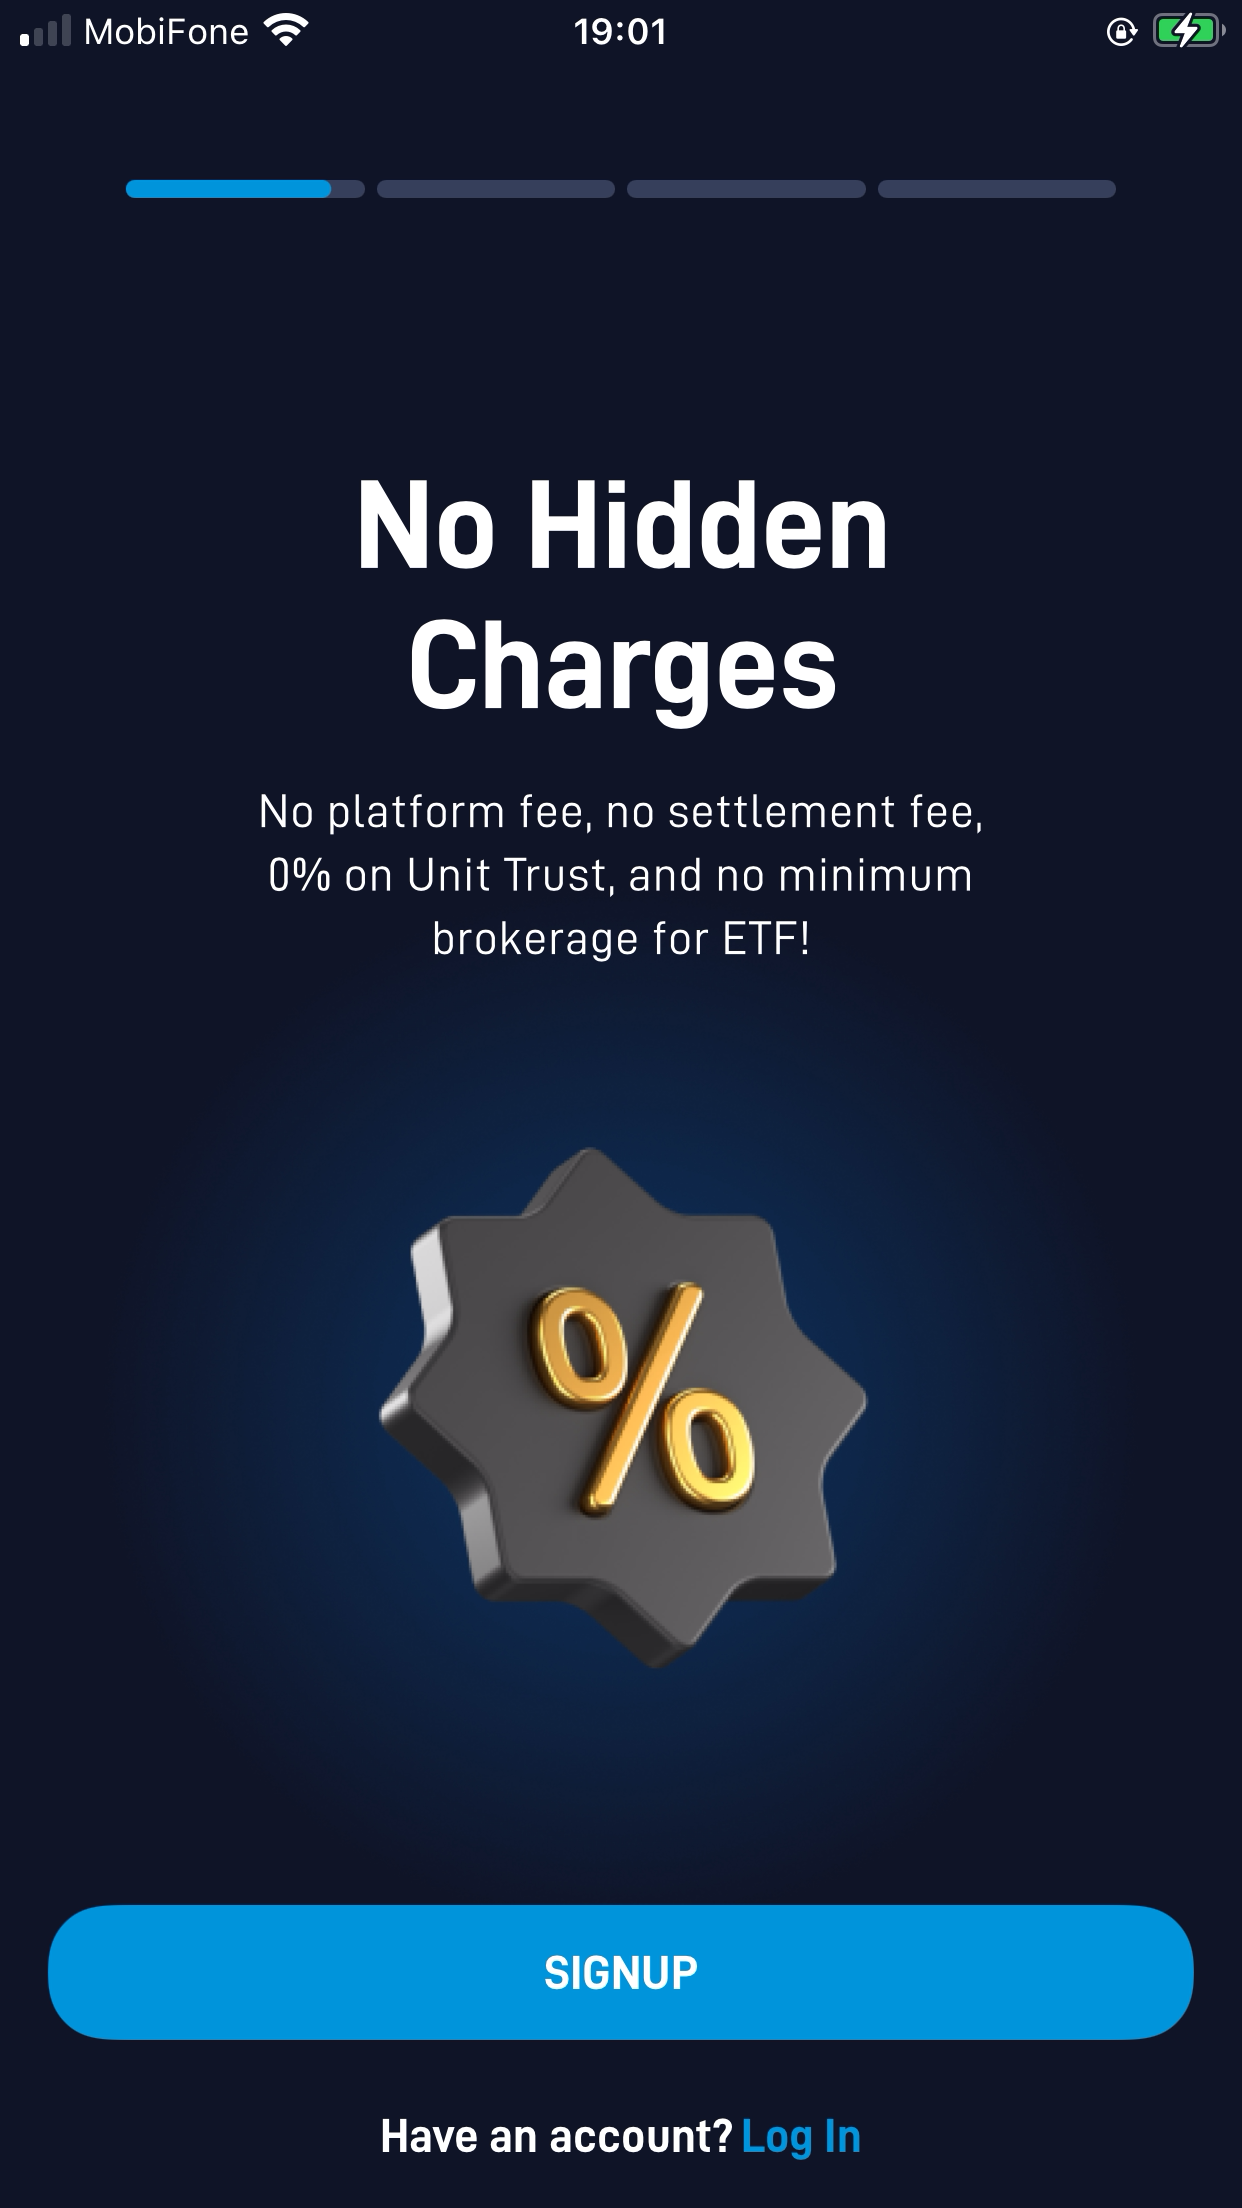 MobiFone 19:01
No Hidden
Charges
No platform fee, no settlement fee,
0% on Unit Trust, and no minimum
brokerage for ETF!
%
SIGNUP
Have an account? Log In